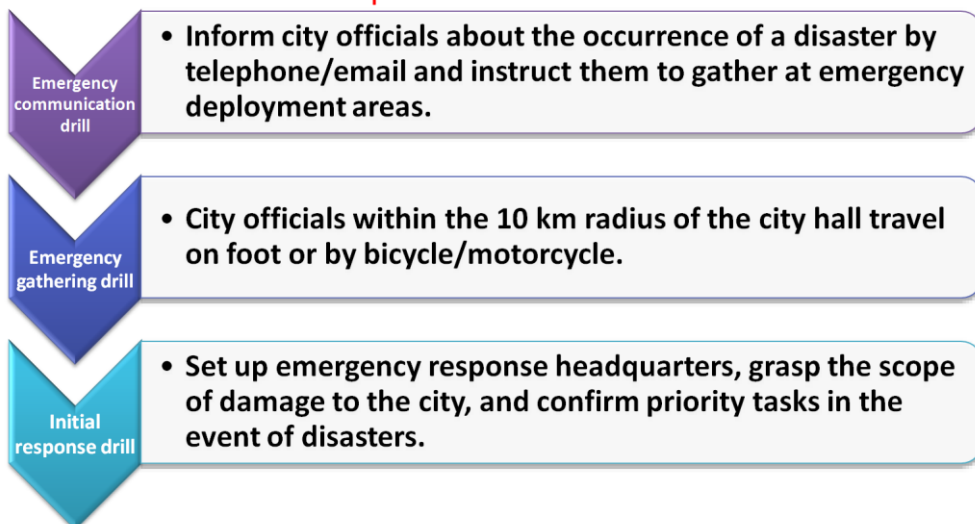 Emergency
communication
drill
• Inform city officials about the occurrence of a disaster by
telephone/email and instruct them to gather at emergency
deployment areas.
Emergency
gathering drill
• City officials within the 10 km radius of the city hall travel
on foot or by bicycle/motorcycle.
Initial
response drill
• Set up emergency response headquarters, grasp the scope
of damage to the city, and confirm priority tasks in the
event of disasters.